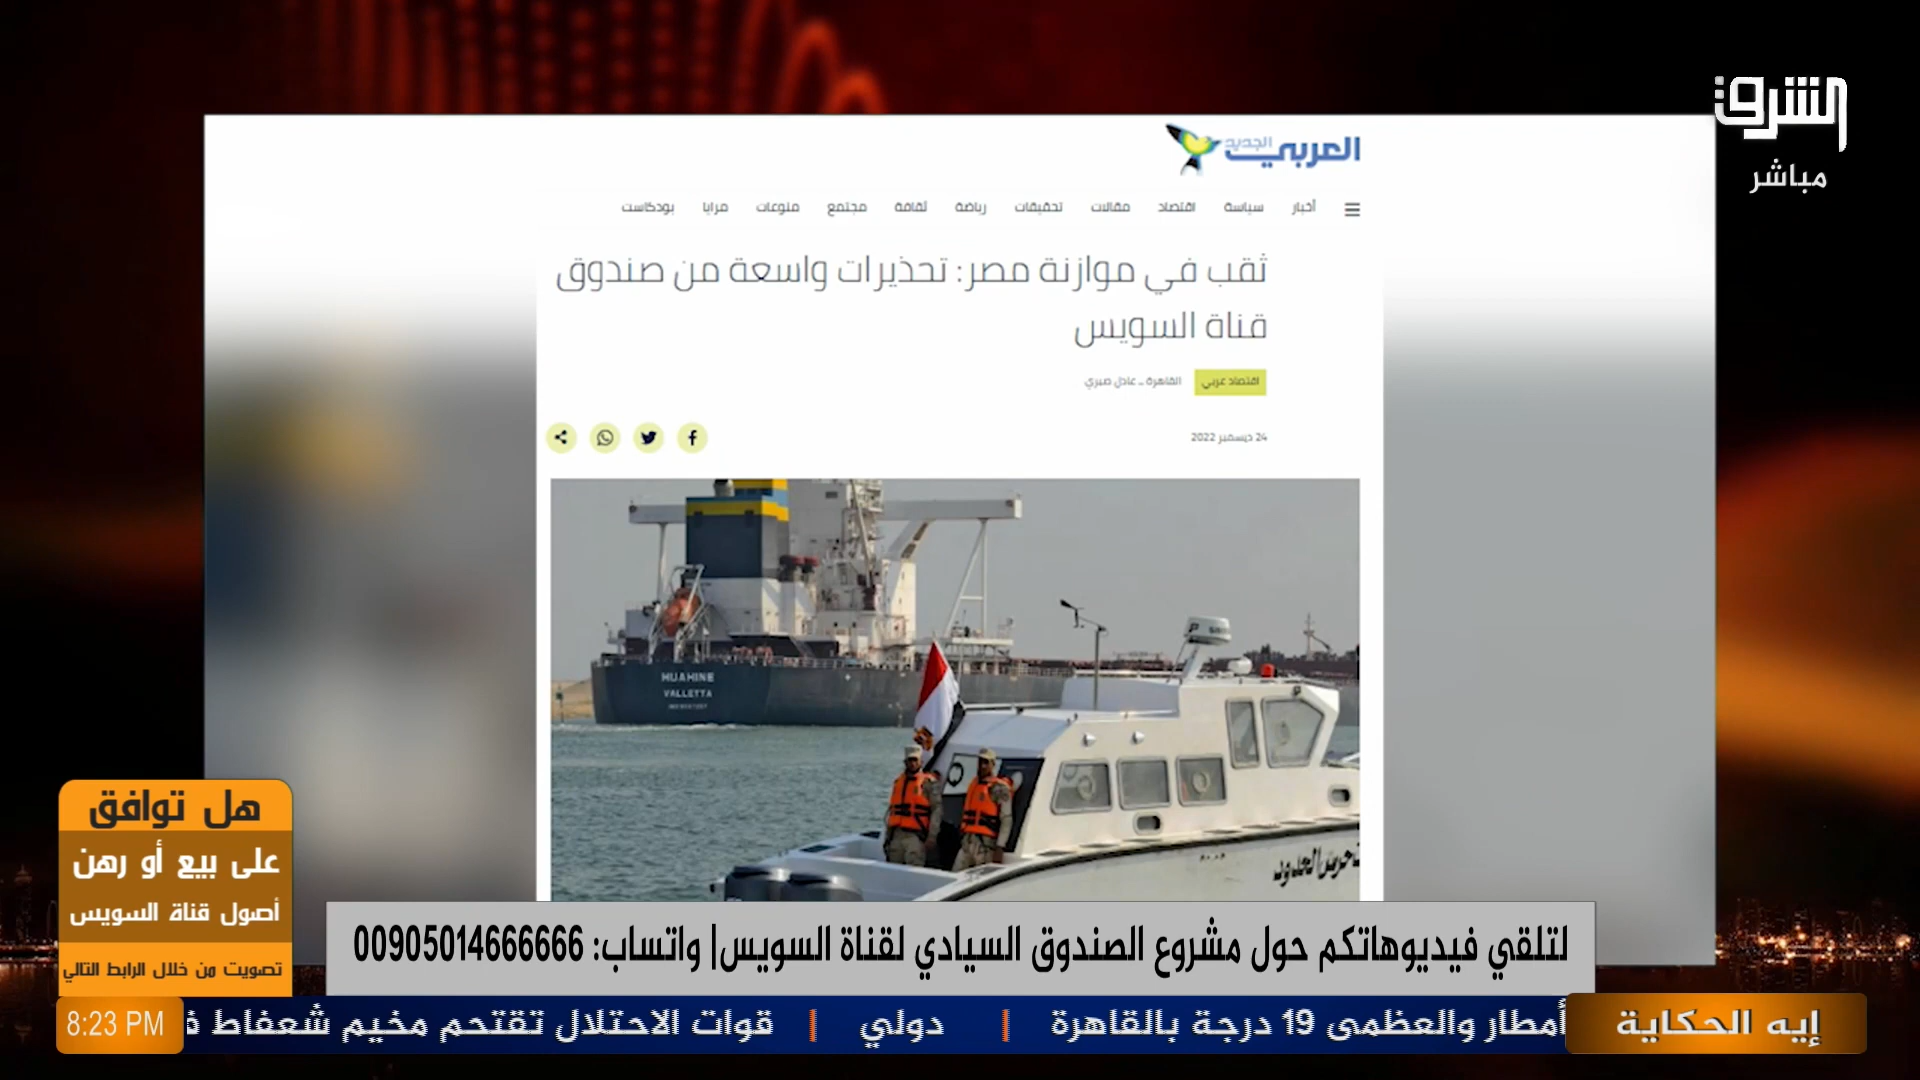 الشرق
مباشر
العربي الجديد
أخبار سياسة اقتصاد مقالات تحقيقات رياضة ثقافة مجتمع منوعات مرايا بودكاست
ثقب في موازنة مصر: تحذيرات واسعة من صندوق
قناة السويس
اقتصاد عربي القاهرة ـ عادل صبري
24 ديسمبر 2022
HUAHINE
VALLETTA
حرس الحدود
هل توافق
على بيع أو رهن
أصول قناة السويس
تصويت من خلال الرابط التالي
لتلقي فيديوهاتكم حول مشروع الصندوق السيادي لقناة السويس| واتساب: 00905014666666
إيه الحكاية
أمطار والعظمى 19 درجة بالقاهرة | دولي | قوات الاحتلال تقتحم مخيم شعفاط ف
8:23 PM